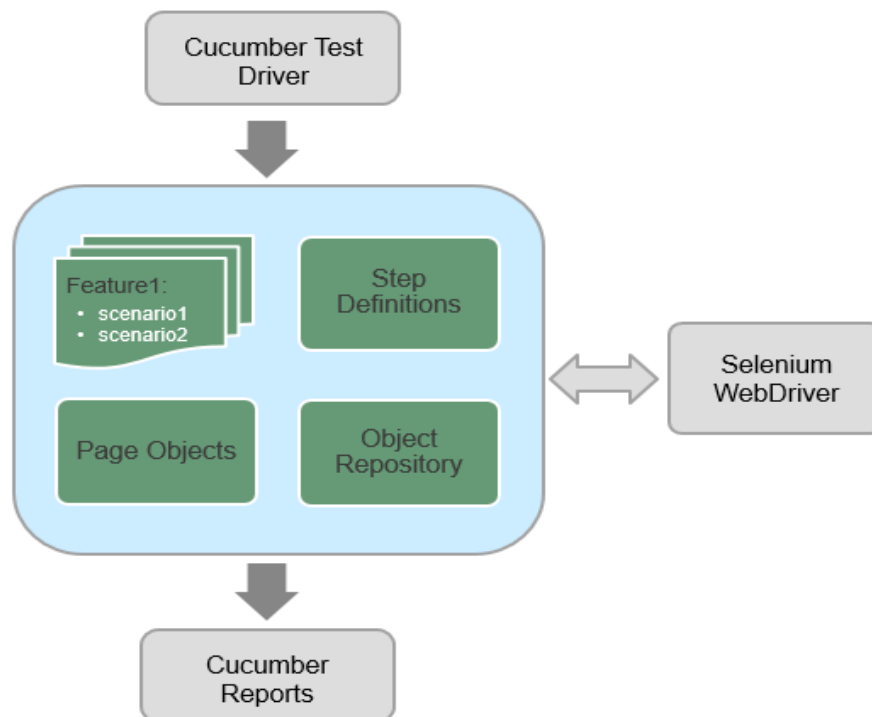 Cucumber Test
Driver
Feature1:
• scenario1
• scenario2
Step
Definitions
Page Objects
Object
Repository
Selenium
WebDriver
Cucumber
Reports